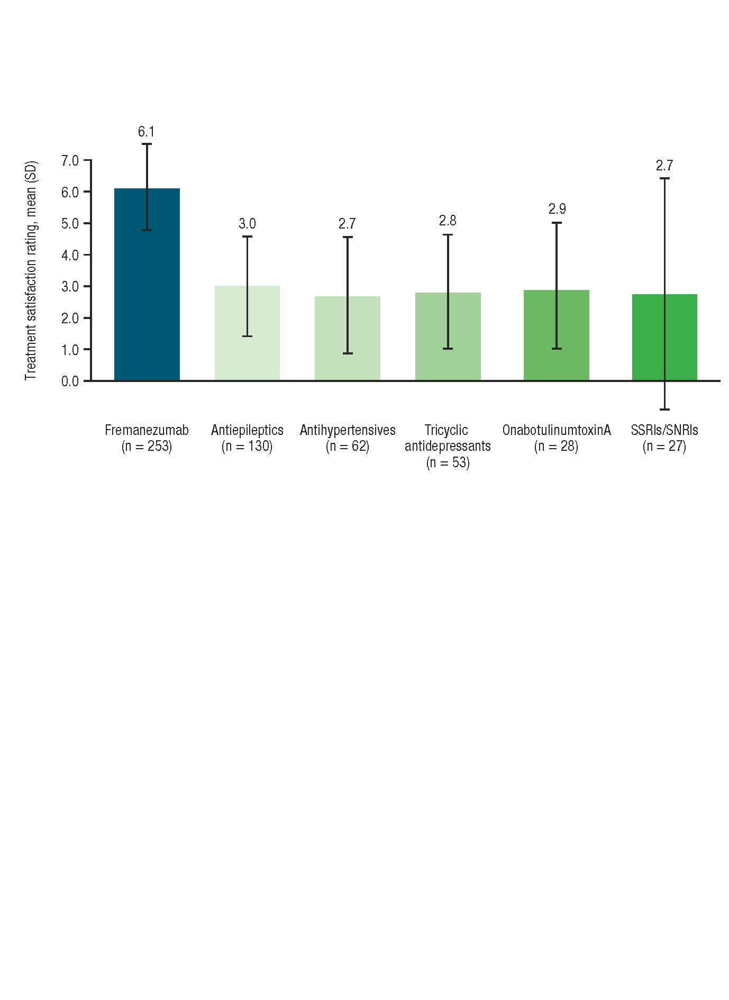 6.1
2.7
7.0
6.0
2.9
2.8
5.0
3.0
2.7
4.0
3.0
2.0
1.0
0.0
Treatment satisfaction rating, mean (SD)
Fremanezumab
(n = 253)
Antiepileptics
(n = 130)
Antihypertensives
(n = 62)
Tricyclic
antidepressants
(n = 53)
OnabotulinumtoxinA
(n = 28)
SSRIs/SNRIs
(n = 27)